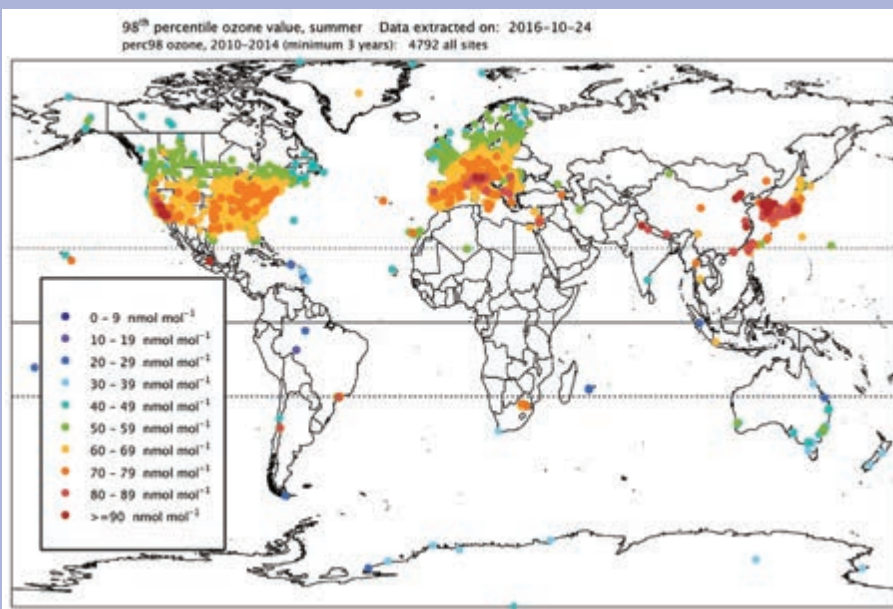 98th percentile ozone value, summer Data extracted on: 2016-10-24
perc98 ozone, 2010-2014 (minimum 3 years): 4792 all sites
0 - 9 nmol mol⁻¹
10 - 19 nmol mol⁻¹
20 - 29 nmol mol⁻¹
30 - 39 nmol mol⁻¹
40 - 49 nmol mol⁻¹
50 - 59 nmol mol⁻¹
60 - 69 nmol mol⁻¹
70 - 79 nmol mol⁻¹
80 - 89 nmol mol⁻¹
>=90 nmol mol⁻¹